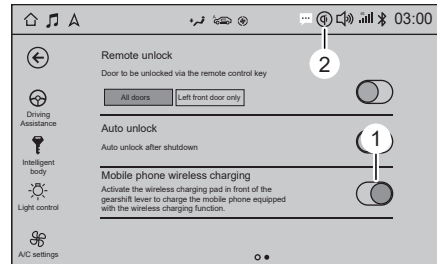 03:00
2
Remote unlock
Door to be unlocked via the remote control key
All doors Left front door only
Driving
Assistance
Auto unlock
Auto unlock after shutdown
1
Intelligent
body
Mobile phone wireless charging
Activate the wireless charging pad in front of the
gearshift lever to charge the mobile phone equipped
with the wireless charging function.
Light control
A/C settings